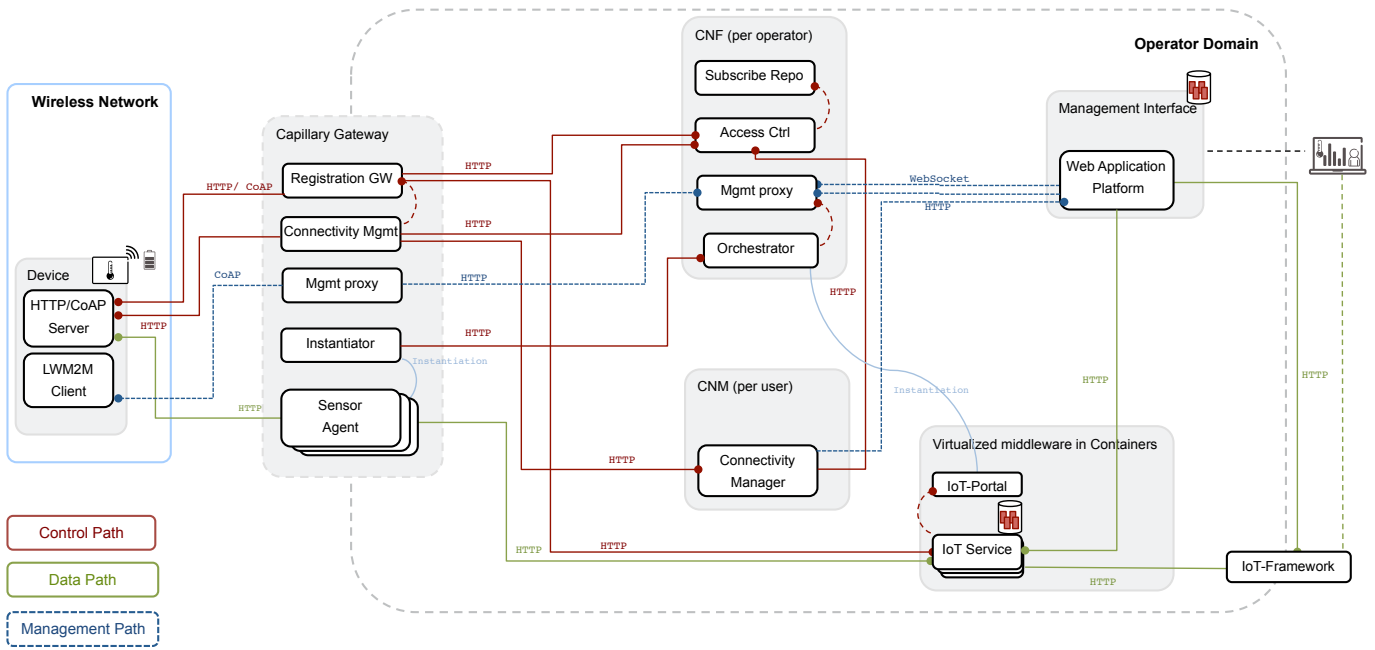 Operator Domain
Wireless Network
Device
HTTP/CoAP
Server
LWM2M
Client
Capillary Gateway
Registration GW
Connectivity Mgmt
Mgmt proxy
Instantiator
Sensor
Agent
CNF (per operator)
Subscribe Repo
Access Ctrl
Mgmt proxy
Orchestrator
CNM (per user)
Connectivity
Manager
Management Interface
Web Application
Platform
Virtualized middleware in Containers
IoT-Portal
IoT Service
IoT-Framework
HTTP/ CoAP
HTTP
CoAP
HTTP
HTTP
HTTP
HTTP
HTTP
Instantiation
HTTP
HTTP
HTTP
WebSocket
HTTP
HTTP
Instantiation
HTTP
HTTP
HTTP
Control Path
Data Path
Management Path